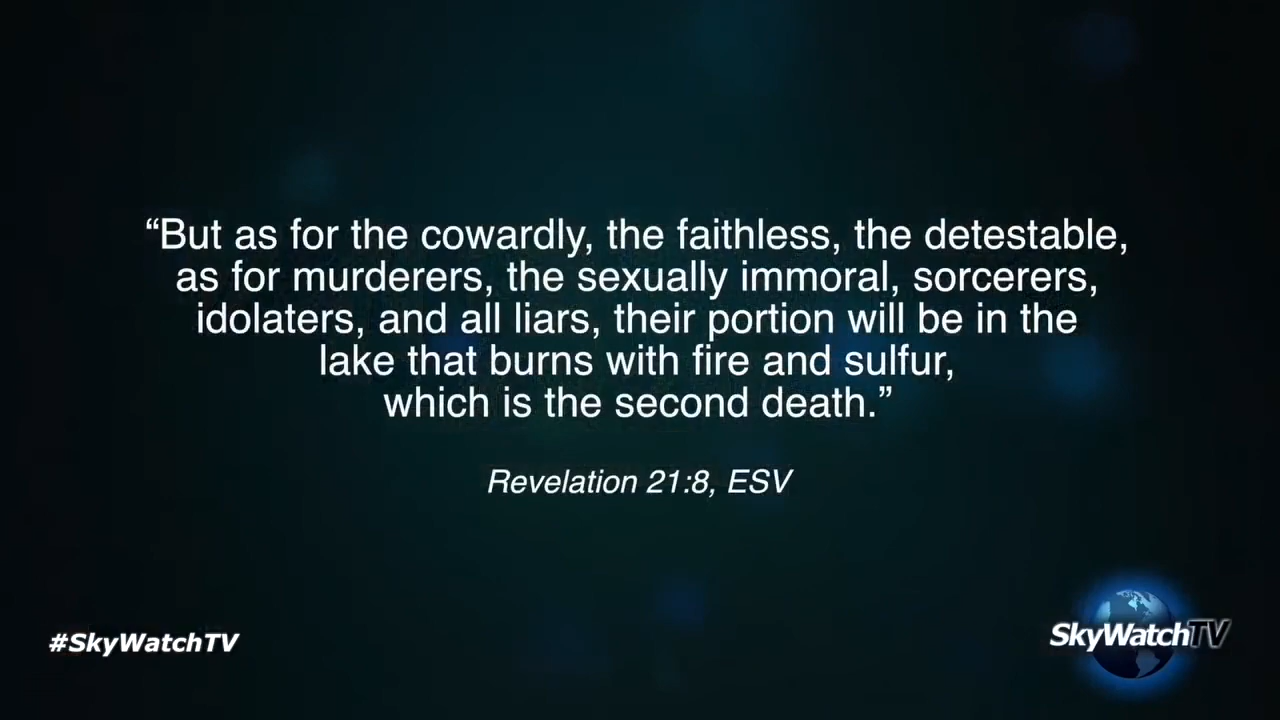 “But as for the cowardly, the faithless, the detestable,
as for murderers, the sexually immoral, sorcerers,
idolaters, and all liars, their portion will be in the
lake that burns with fire and sulfur,
which is the second death.”
Revelation 21:8, ESV
#SkyWatchTV
SkyWatchTV